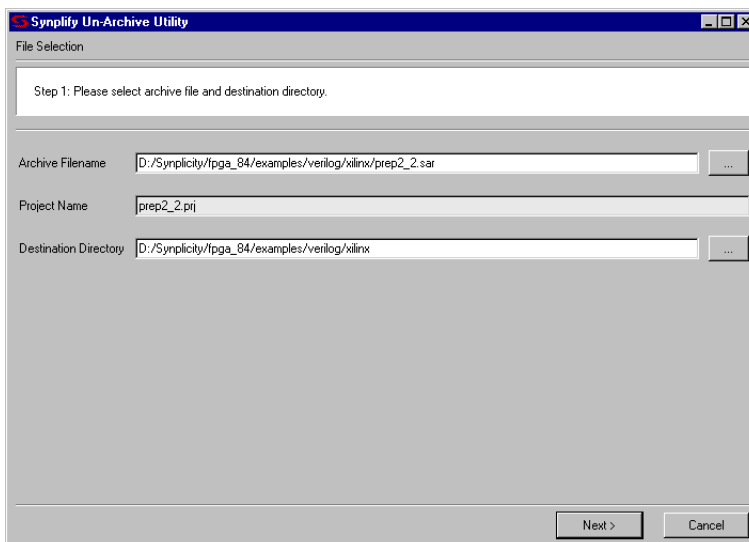 Synplify Un-Archive Utility
File Selection
Step 1: Please select archive file and destination directory.
Archive Filename D:/Synplicity/fpga_84/examples/verilog/xilinx/prep2_2.sar ...
Project Name prep2_2.prj
Destination Directory D:/Synplicity/fpga_84/examples/verilog/xilinx ...
Next > Cancel